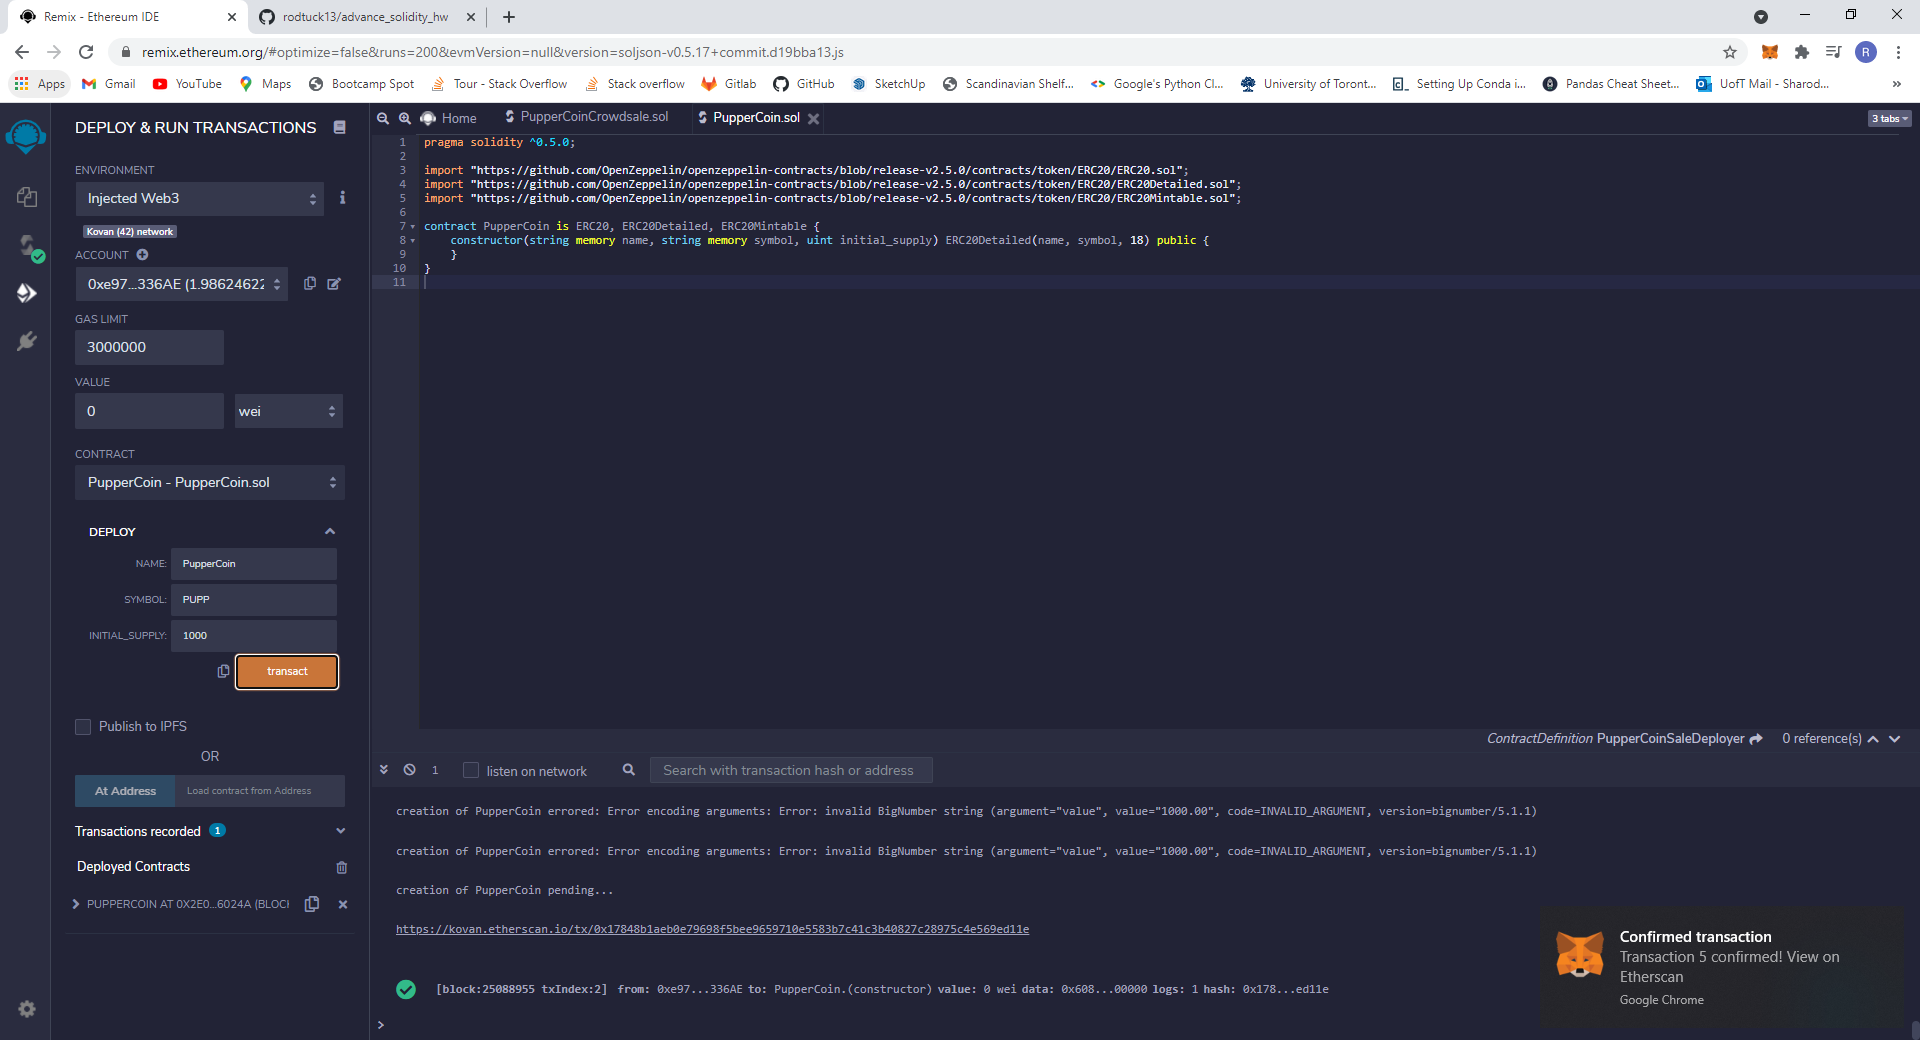 Remix - Ethereum IDE
rodtuck13/advance_solidity_hw
remix.ethereum.org/#optimize=false&runs=200&evmVersion=null&version=soljson-v0.5.17+commit.d19bba13.js
R
Apps Gmail YouTube Maps Bootcamp Spot Tour - Stack Overflow Stack overflow Gitlab GitHub SketchUp Scandinavian Shelf... Google's Python Cl... University of Toront... Setting Up Conda i... Pandas Cheat Sheet... UofT Mail - Sharod... »
DEPLOY & RUN TRANSACTIONS
ENVIRONMENT
Injected Web3
Kovan (42) network
ACCOUNT
0xe97...336AE (1.98624622
GAS LIMIT
3000000
VALUE
0
wei
CONTRACT
PupperCoin - PupperCoin.sol
DEPLOY
NAME: PupperCoin
SYMBOL: PUPP
INITIAL_SUPPLY: 1000
transact
Publish to IPFS
OR
At Address Load contract from Address
Transactions recorded 1
Deployed Contracts
PUPPERCOIN AT 0X2E0...6024A (BLOCK
Home PupperCoinCrowdsale.sol PupperCoin.sol
3 tabs
1 pragma solidity ^0.5.0;
2
3 import "https://github.com/OpenZeppelin/openzeppelin-contracts/blob/release-v2.5.0/contracts/token/ERC20/ERC20.sol";
4 import "https://github.com/OpenZeppelin/openzeppelin-contracts/blob/release-v2.5.0/contracts/token/ERC20/ERC20Detailed.sol";
5 import "https://github.com/OpenZeppelin/openzeppelin-contracts/blob/release-v2.5.0/contracts/token/ERC20/ERC20Mintable.sol";
6
7 contract PupperCoin is ERC20, ERC20Detailed, ERC20Mintable {
8 constructor(string memory name, string memory symbol, uint initial_supply) ERC20Detailed(name, symbol, 18) public {
9 }
10 }
11
ContractDefinition PupperCoinSaleDeployer 0 reference(s)
1 listen on network Search with transaction hash or address
creation of PupperCoin errored: Error encoding arguments: Error: invalid BigNumber string (argument="value", value="1000.00", code=INVALID_ARGUMENT, version=bignumber/5.1.1)
creation of PupperCoin errored: Error encoding arguments: Error: invalid BigNumber string (argument="value", value="1000.00", code=INVALID_ARGUMENT, version=bignumber/5.1.1)
creation of PupperCoin pending...
https://kovan.etherscan.io/tx/0x17848b1aeb0e79698f5bee9659710e5583b7c41c3b40827c28975c4e569ed11e
[block:25088955 txIndex:2] from: 0xe97...336AE to: PupperCoin.(constructor) value: 0 wei data: 0x608...00000 logs: 1 hash: 0x178...ed11e
>
Confirmed transaction
Transaction 5 confirmed! View on
Etherscan
Google Chrome